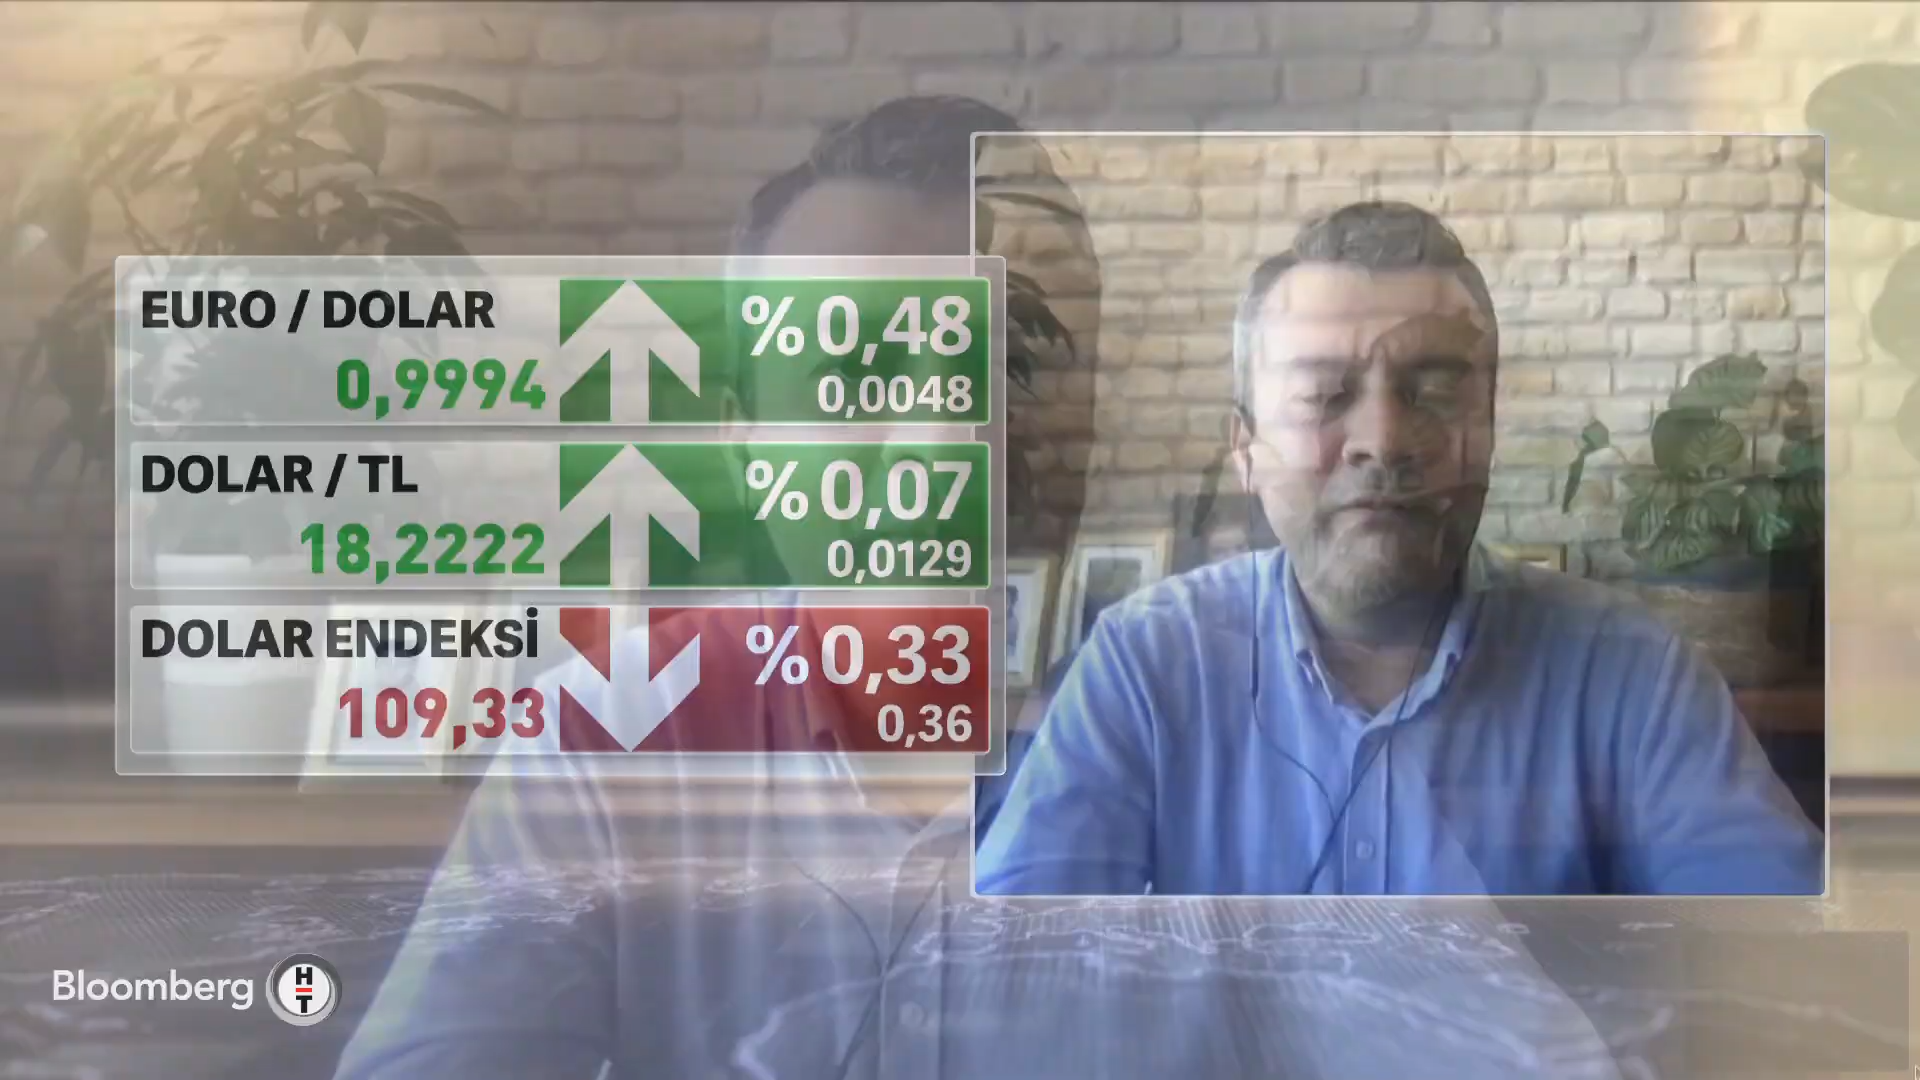 EURO / DOLAR
0,9994
%0,48
0,0048
DOLAR / TL
18,2222
%0,07
0,0129
DOLAR ENDEKSİ
109,33
%0,33
0,36
Bloomberg HT